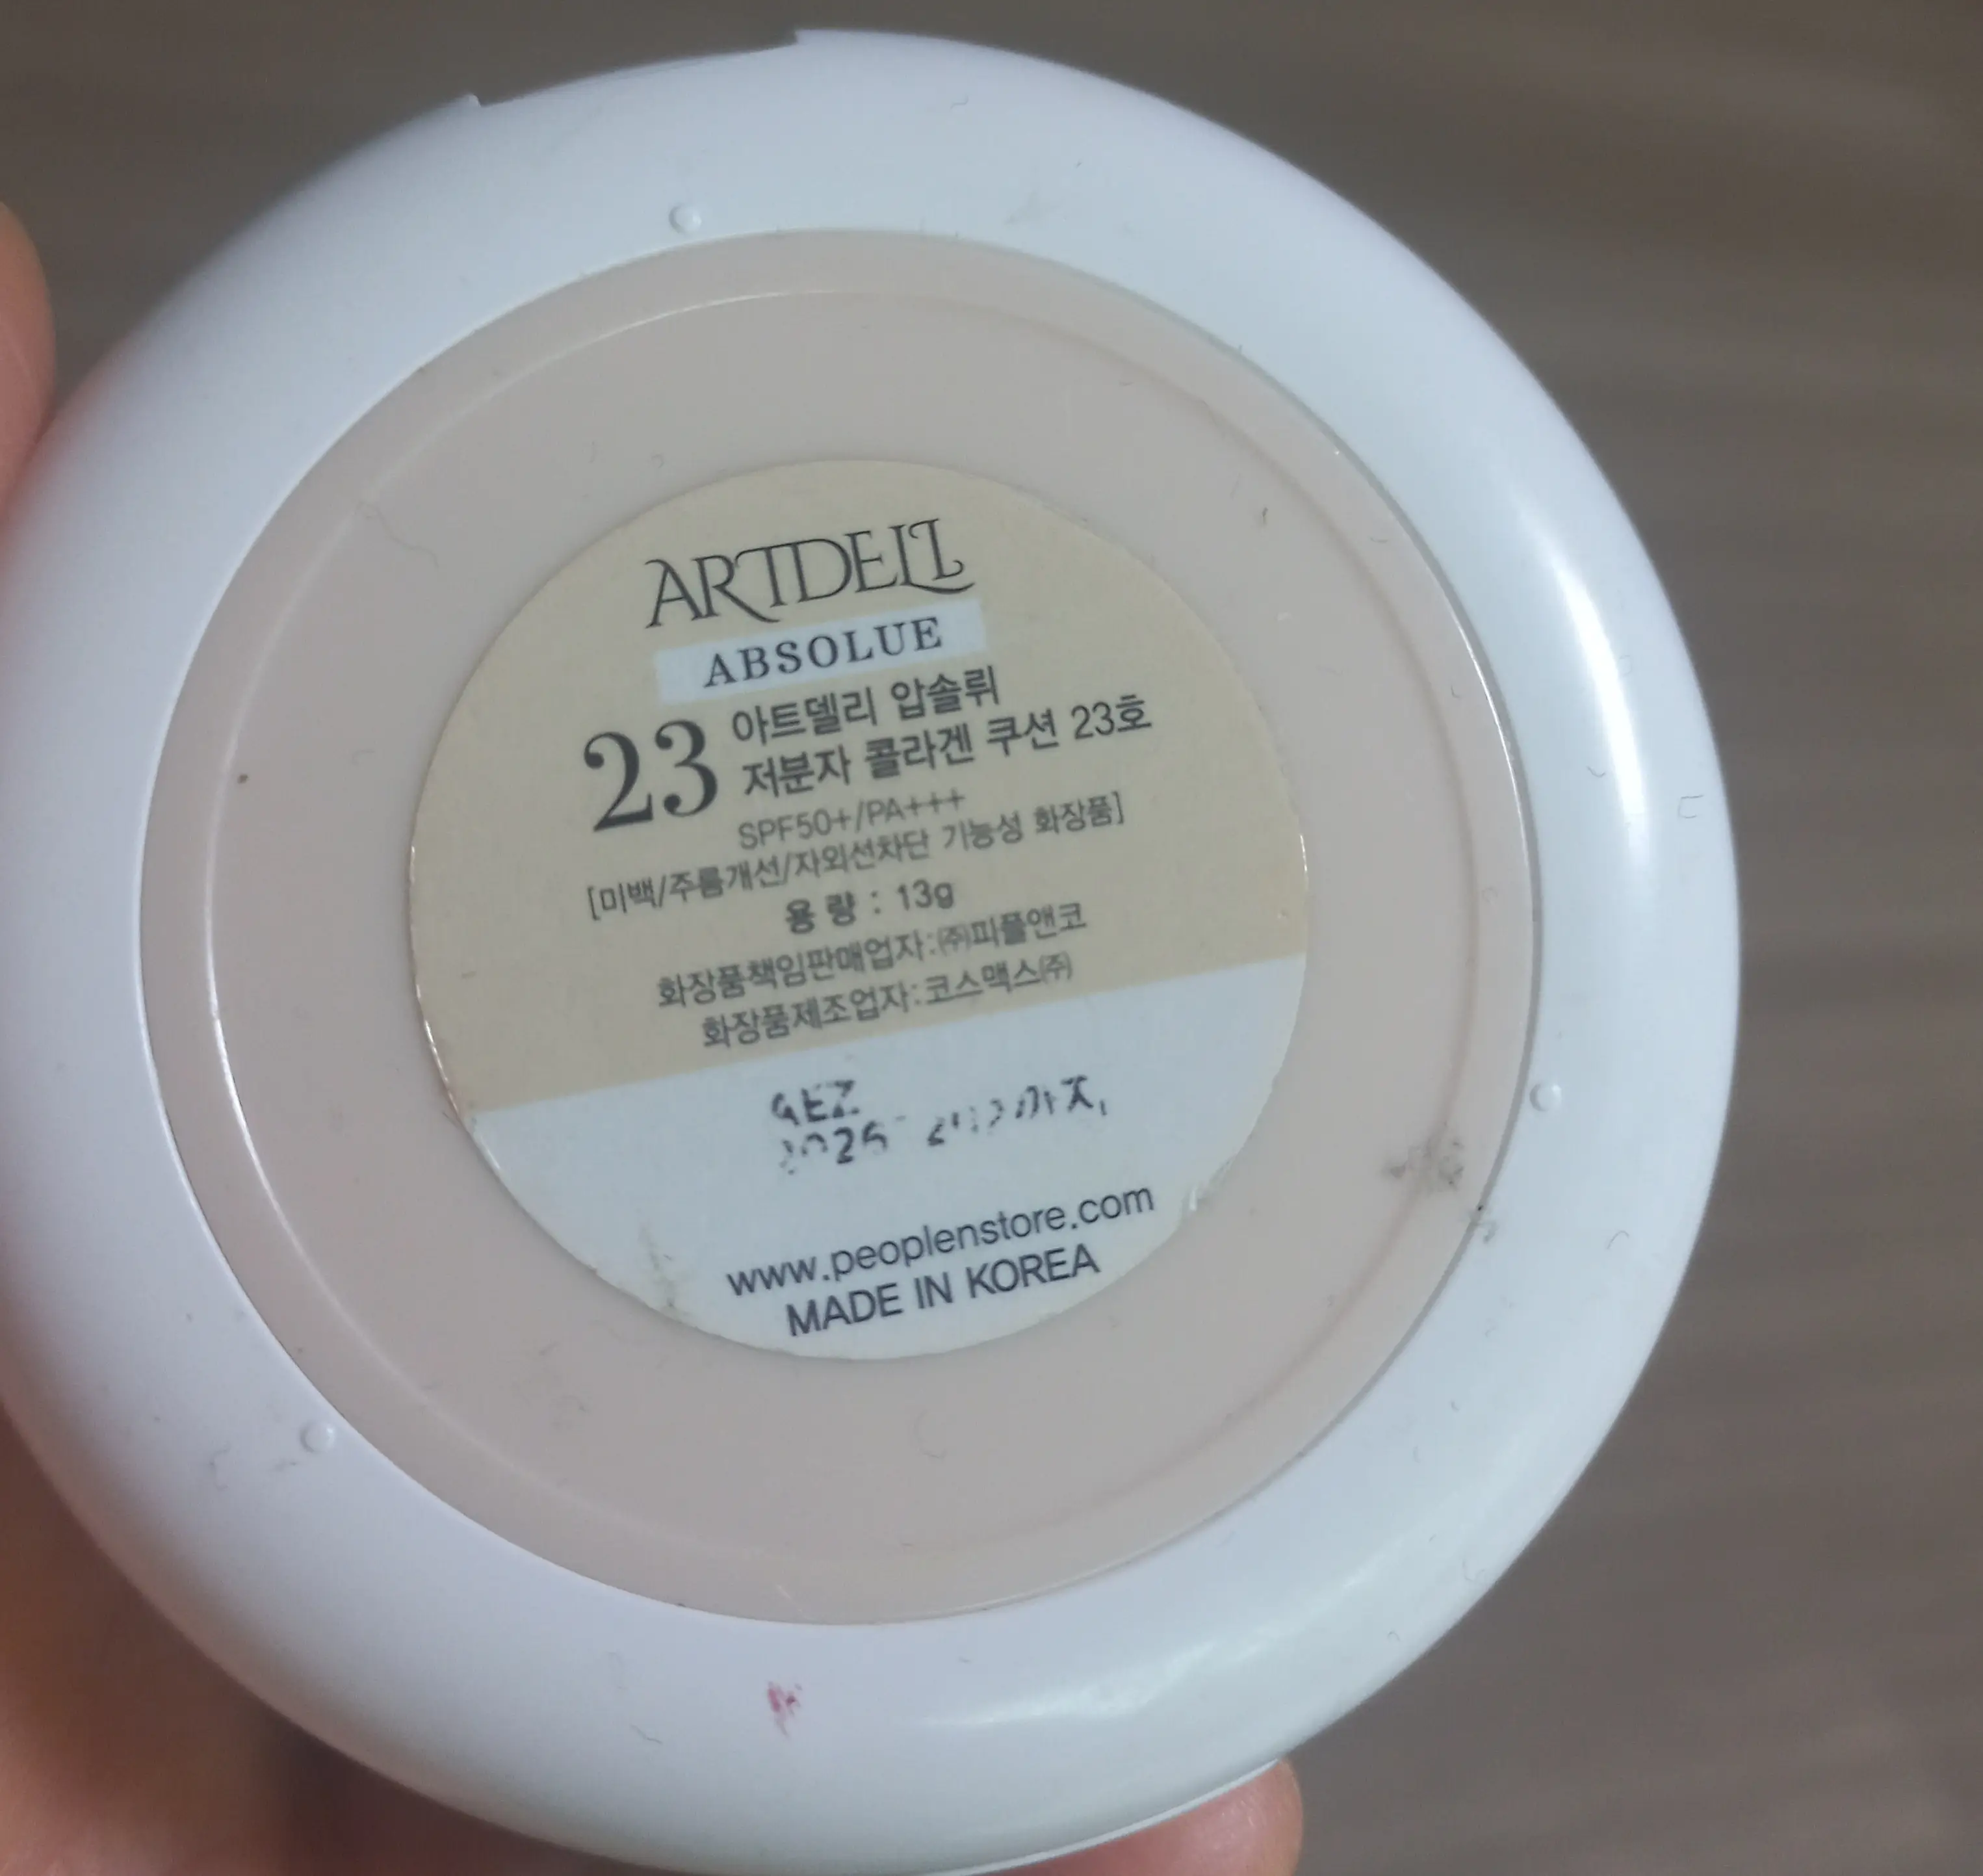 ARTDELI
ABSOLUE
23
아트델리 압솔뤼
저분자 콜라겐 쿠션 23호
SPF50+/PA+++
[미백/주름개선/자외선차단 기능성 화장품]
용 량 : 13g
화장품책임판매업자:㈜피플앤코
화장품제조업자:코스맥스㈜
www.peoplenstore.com
MADE IN KOREA